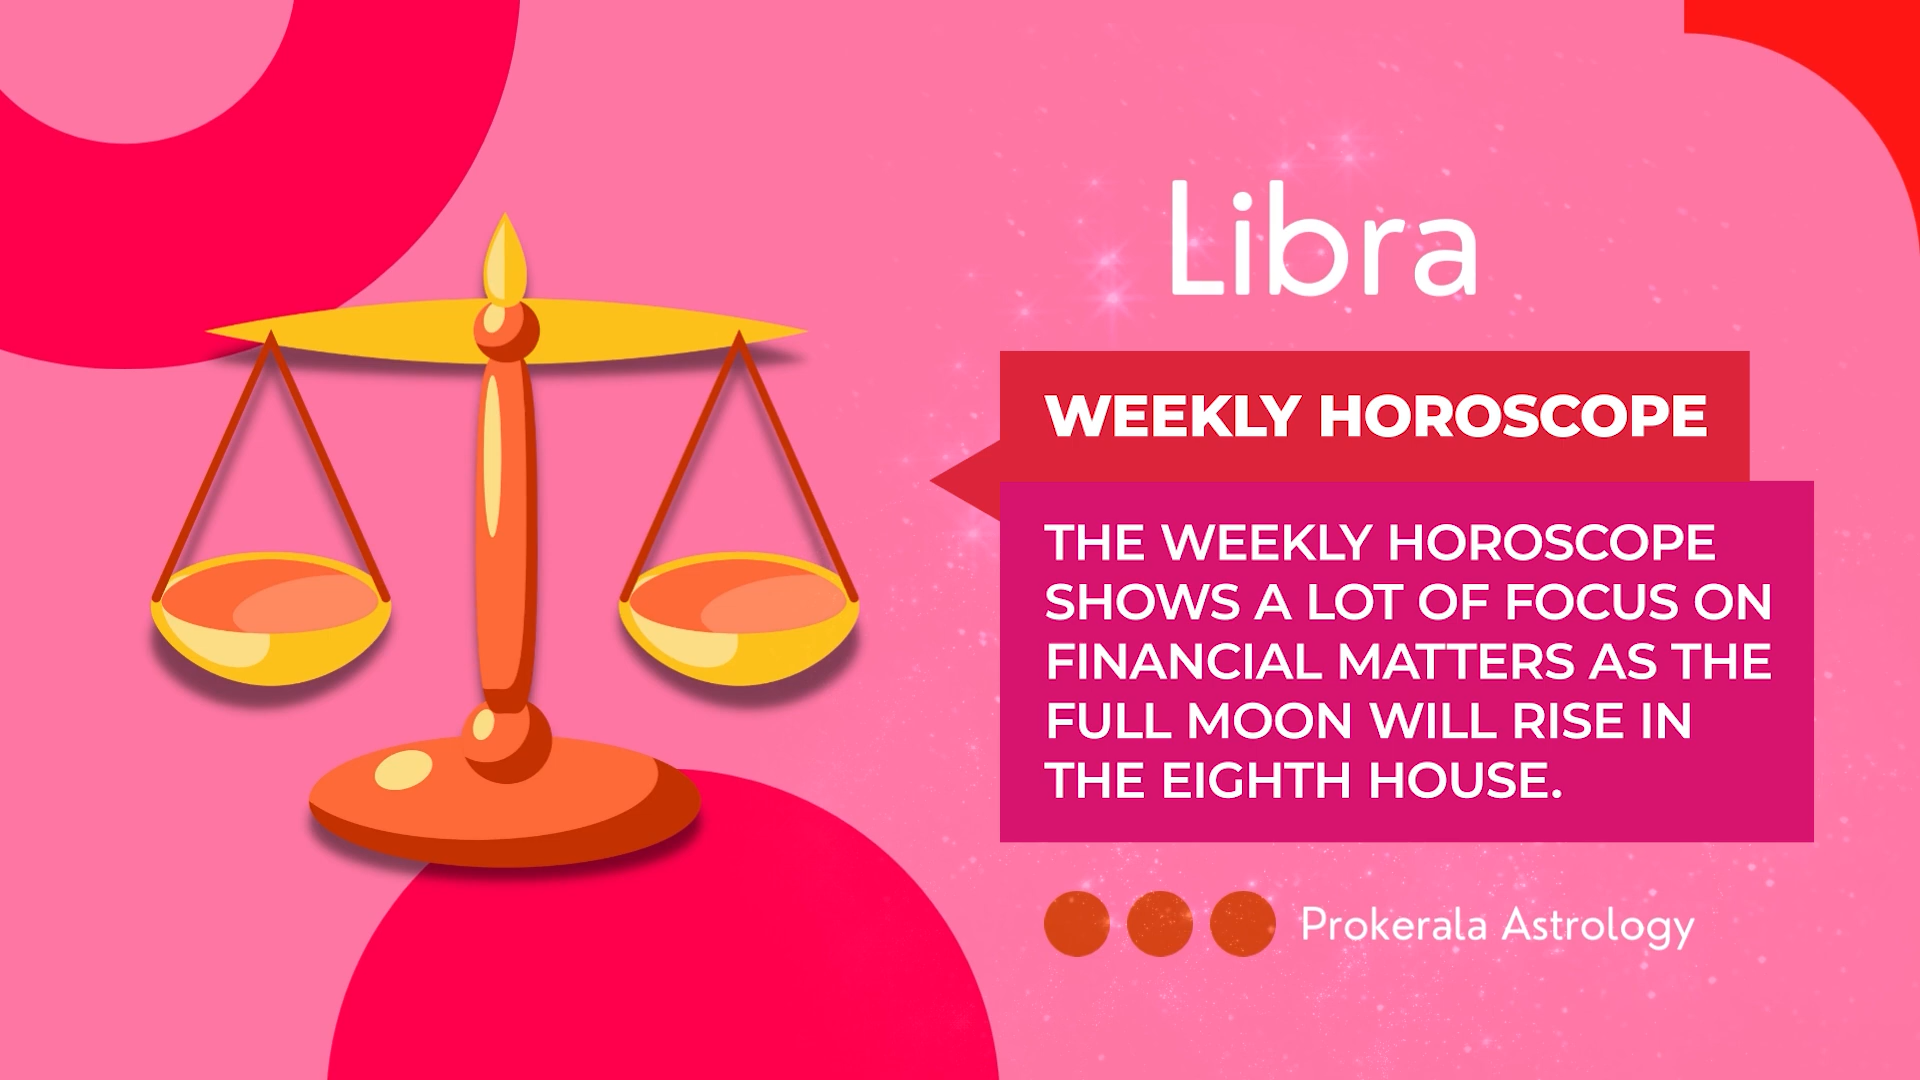 Libra
WEEKLY HOROSCOPE
THE WEEKLY HOROSCOPE
SHOWS A LOT OF FOCUS ON
FINANCIAL MATTERS AS THE
FULL MOON WILL RISE IN
THE EIGHTH HOUSE.
Prokerala Astrology